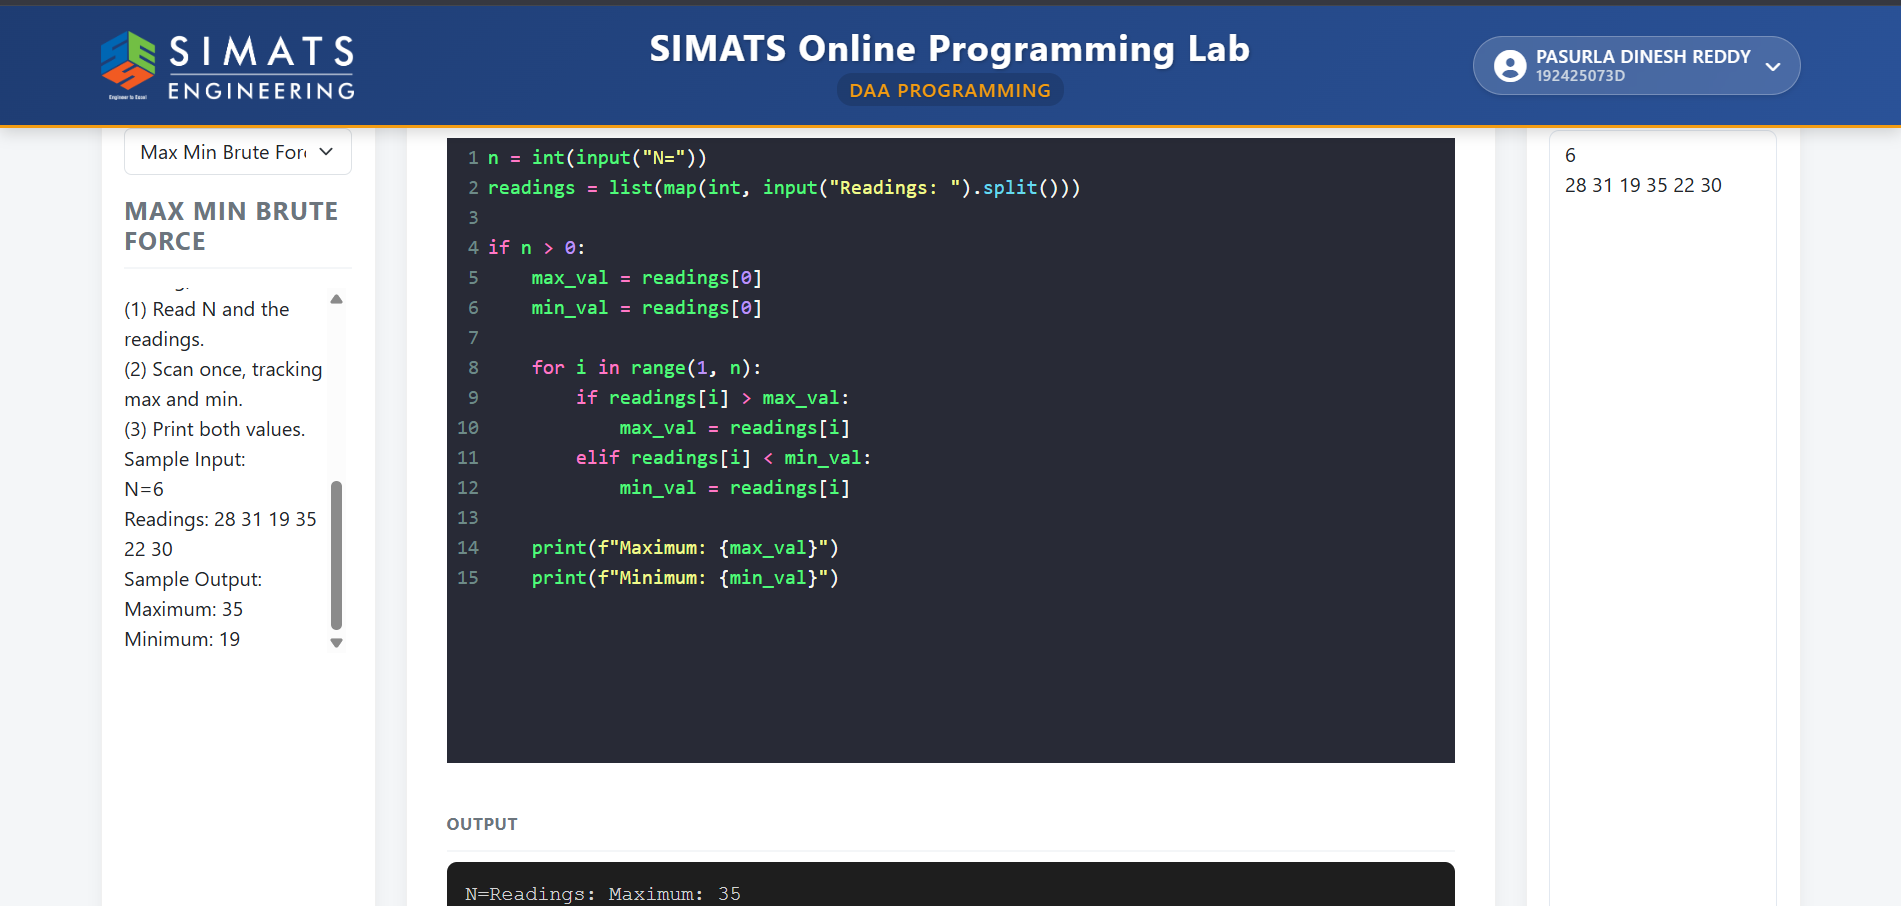 SIMATS
ENGINEERING
Engineer to Excel
SIMATS Online Programming Lab
DAA PROGRAMMING
PASURLA DINESH REDDY
192425073D
Max Min Brute For
MAX MIN BRUTE
FORCE
(1) Read N and the
readings.
(2) Scan once, tracking
max and min.
(3) Print both values.
Sample Input:
N=6
Readings: 28 31 19 35
22 30
Sample Output:
Maximum: 35
Minimum: 19
1 n = int(input("N="))
2 readings = list(map(int, input("Readings: ").split()))
3
4 if n > 0:
5     max_val = readings[0]
6     min_val = readings[0]
7
8     for i in range(1, n):
9         if readings[i] > max_val:
10             max_val = readings[i]
11         elif readings[i] < min_val:
12             min_val = readings[i]
13
14     print(f"Maximum: {max_val}")
15     print(f"Minimum: {min_val}")
OUTPUT
N=Readings: Maximum: 35
6
28 31 19 35 22 30